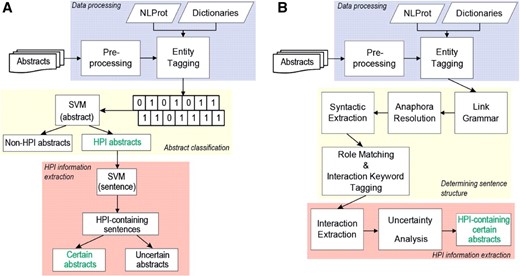 A
Data processing
NLProt
Dictionaries
Abstracts
Pre-
processing
Entity
Tagging
0 1 0 1 0 1 1
1 1 0 1 1 1 1
SVM
(abstract)
Non-HPI abstracts
HPI abstracts
Abstract classification
HPI information
extraction
SVM
(sentence)
HPI-containing
sentences
Certain
abstracts
Uncertain
abstracts
B
Data processing
NLProt
Dictionaries
Abstracts
Pre-
processing
Entity
Tagging
Syntactic
Extraction
Anaphora
Resolution
Link
Grammar
Role Matching
&
Interaction Keyword
Tagging
Determining sentence
structure
Interaction
Extraction
Uncertainty
Analysis
HPI-containing
certain
abstracts
HPI information extraction